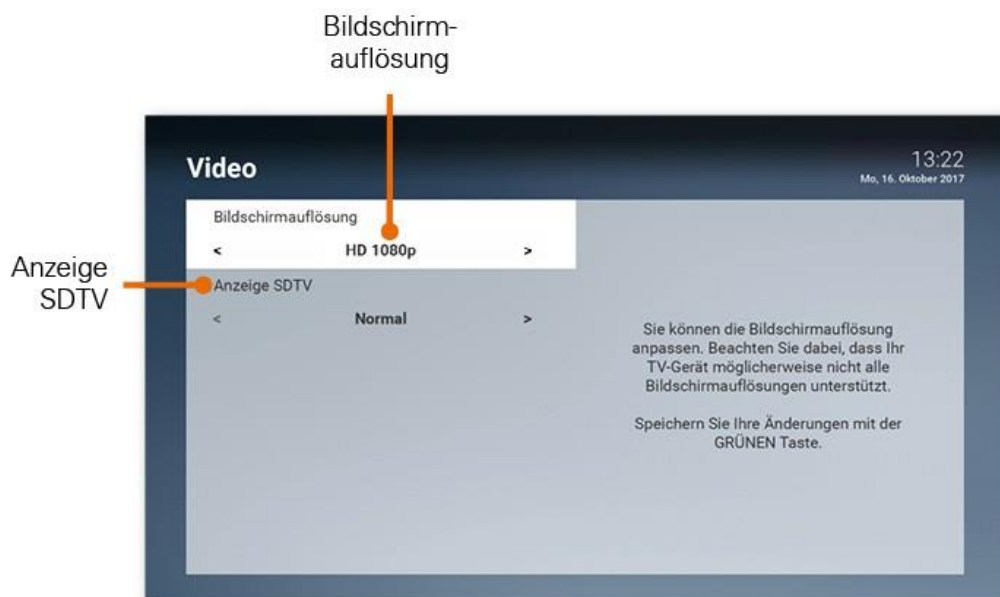 Bildschirm-
auflösung
Video
13:22
Mo, 16. Oktober 2017
Bildschirmauflösung
< HD 1080p >
Anzeige
SDTV
Anzeige SDTV
< Normal >
Sie können die Bildschirmauflösung
anpassen. Beachten Sie dabei, dass Ihr
TV-Gerät möglicherweise nicht alle
Bildschirmauflösungen unterstützt.
Speichern Sie Ihre Änderungen mit der
GRÜNEN Taste.